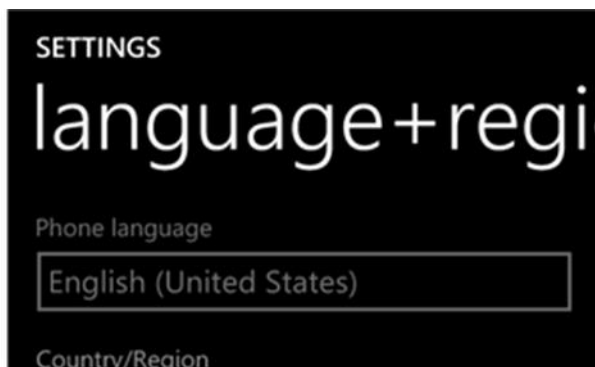 SETTINGS
language+regi
Phone language
English (United States)
Country/Region